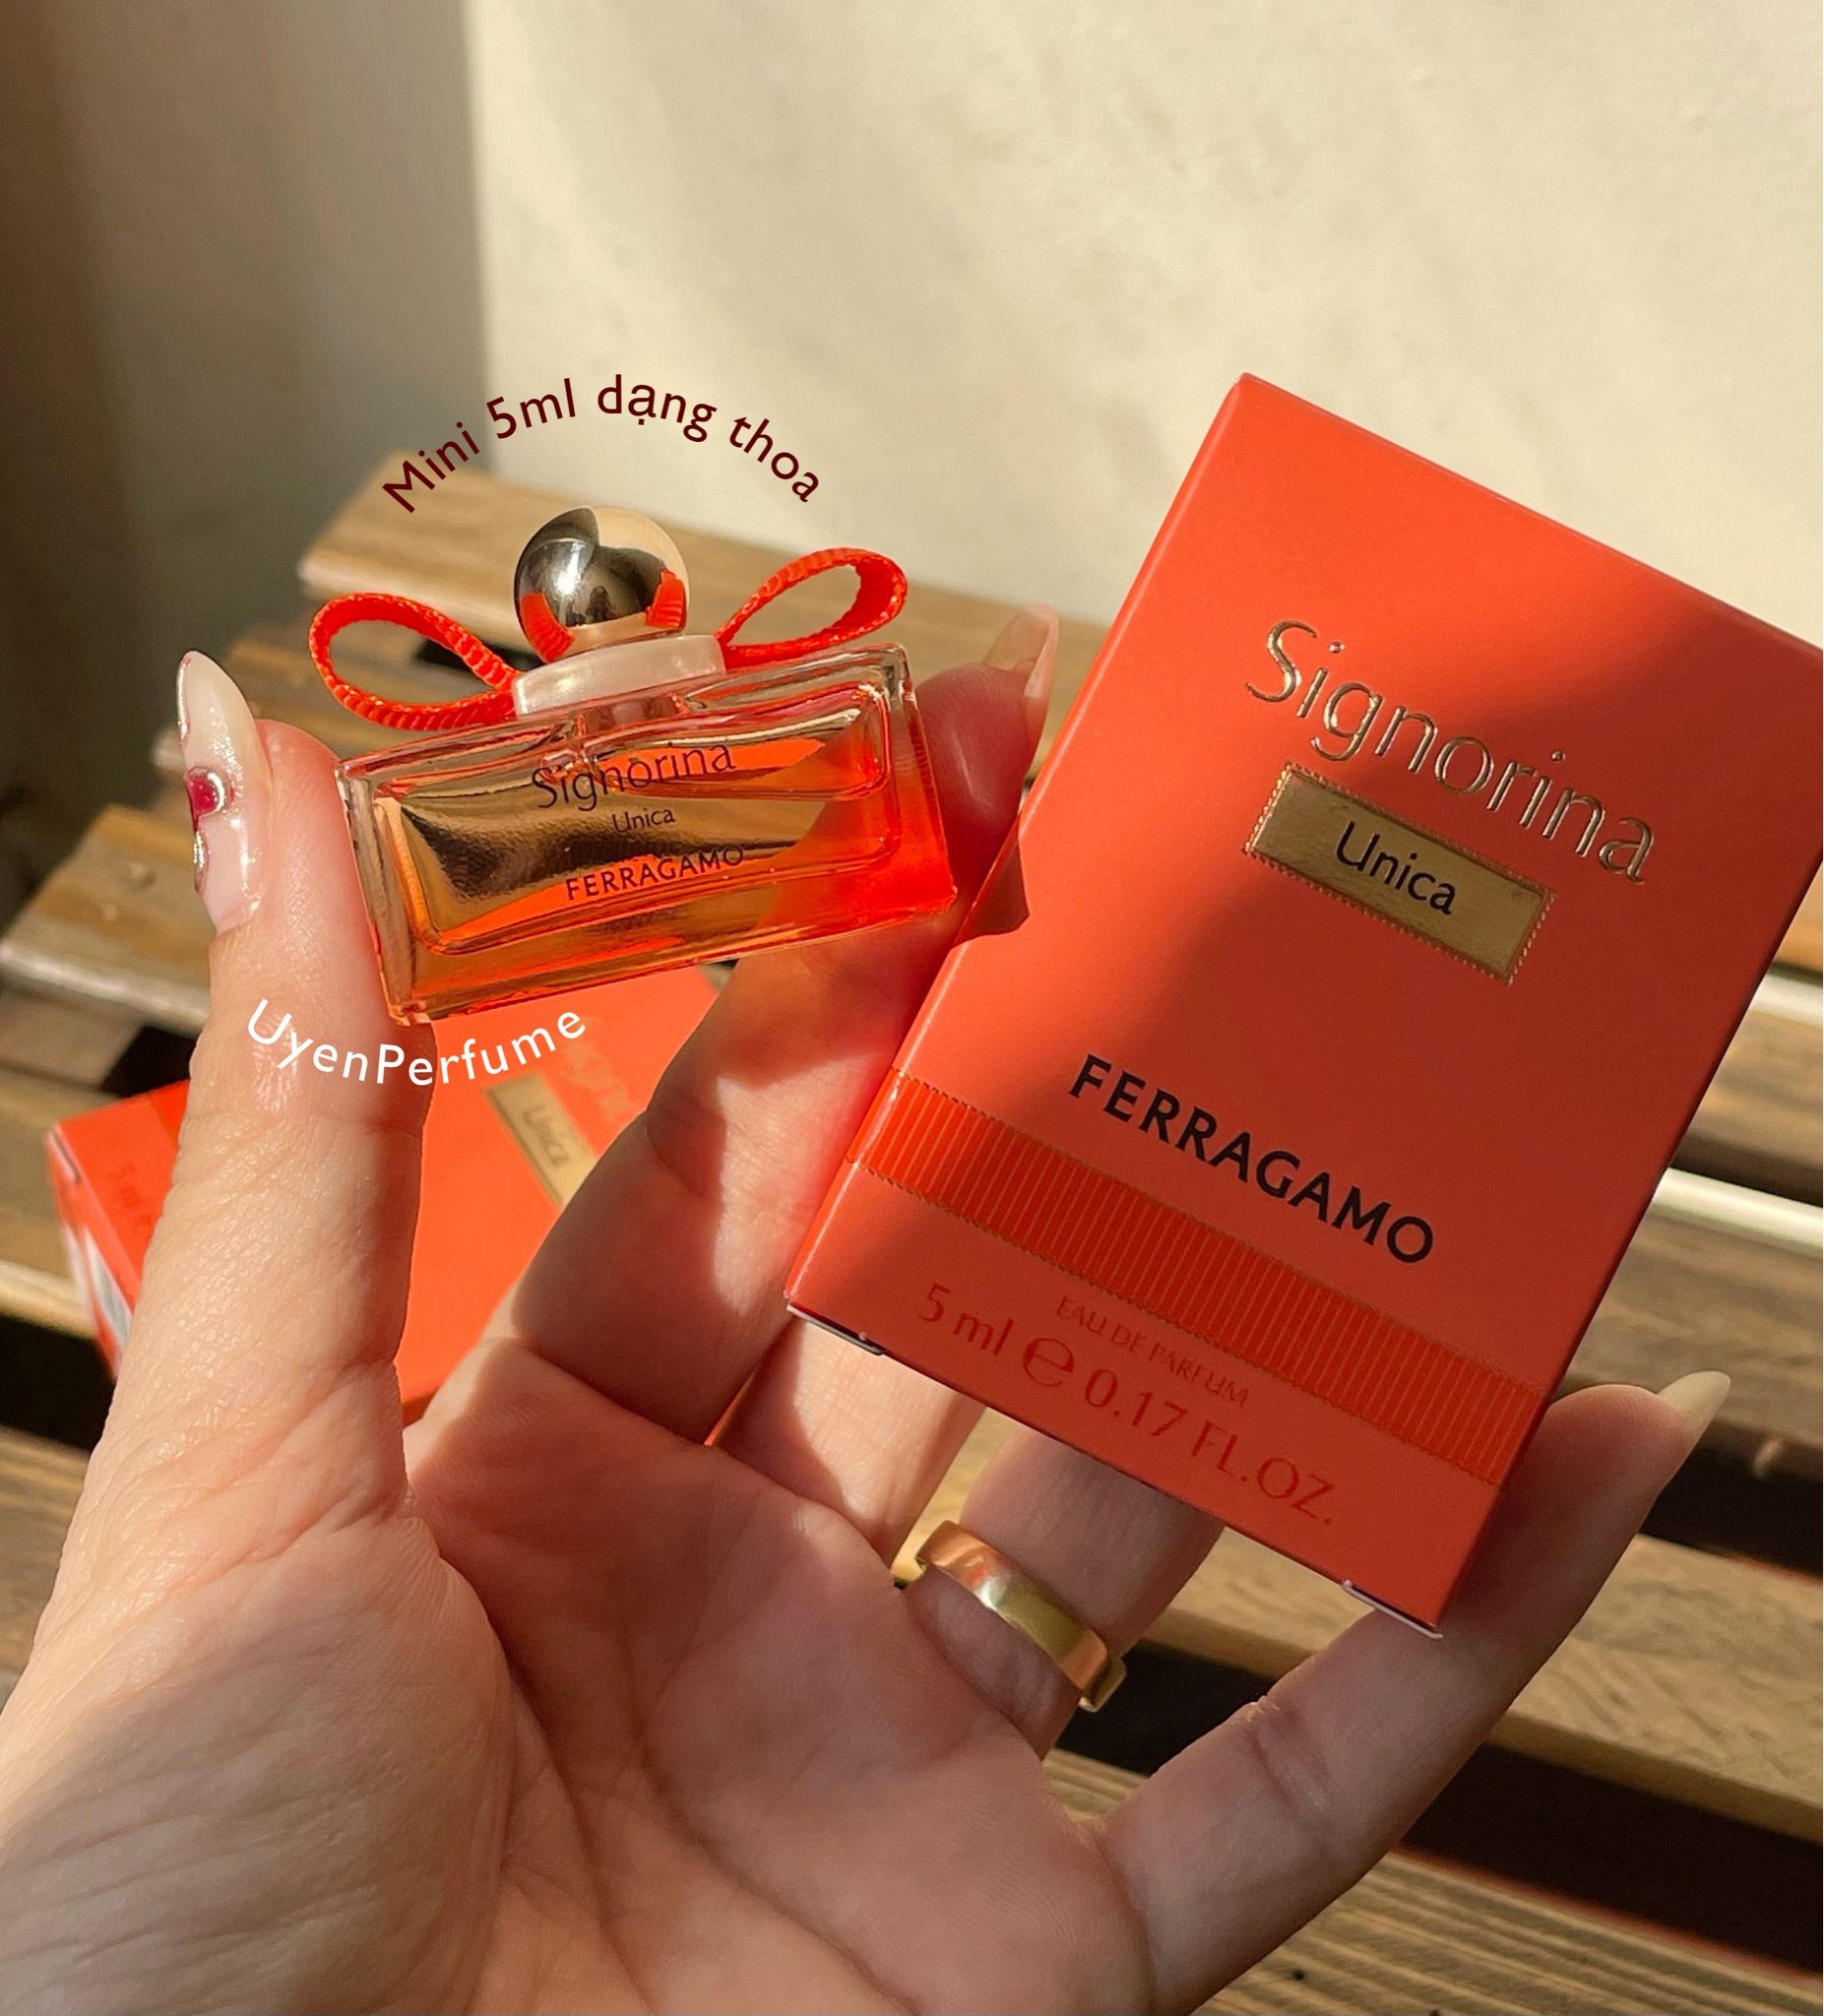 Mini 5ml dạng thoa
Signorina
Unica
FERRAGAMO
UyenPerfume
Signorina
Unica
FERRAGAMO
EAU DE PARFUM
5 ml ℮ 0.17 FL.OZ.
Unica